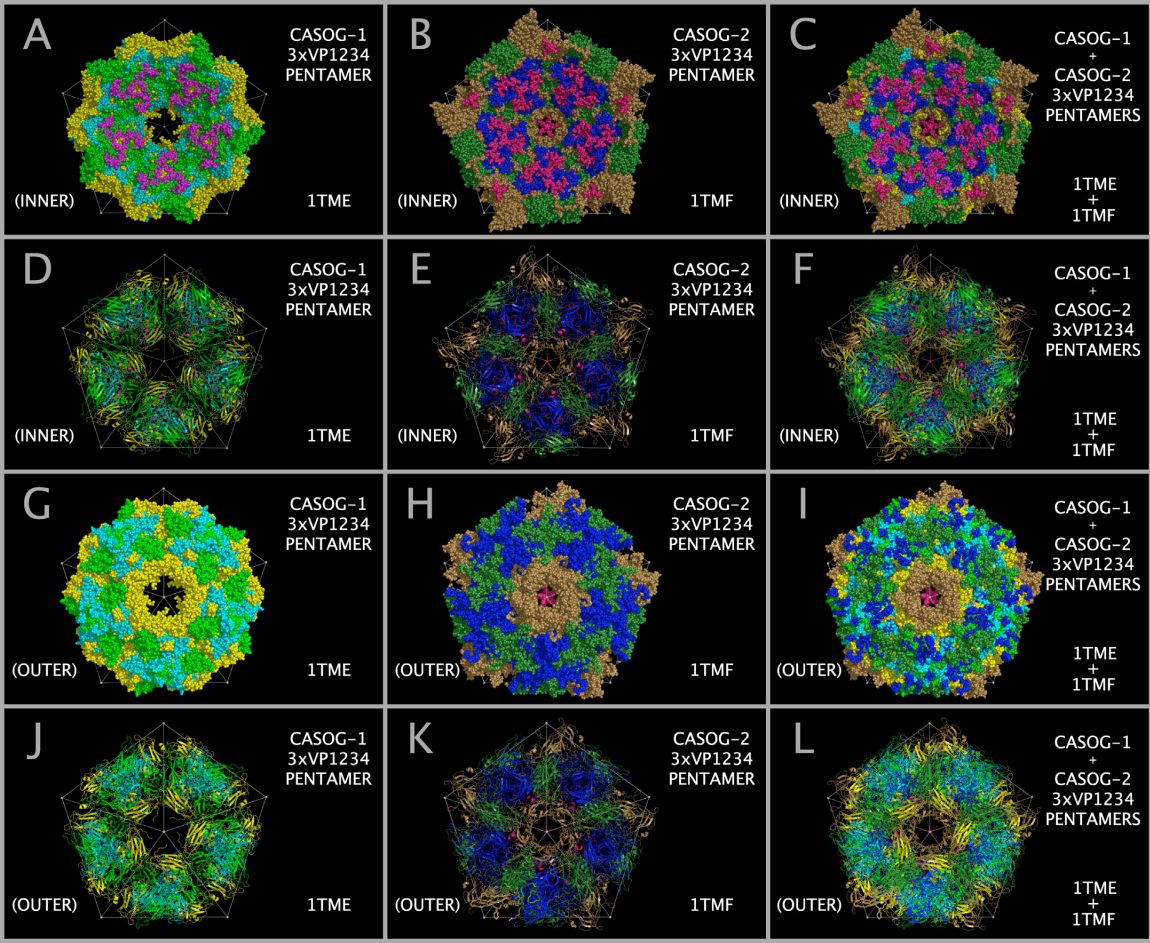 A
CASOG-1
3xVP1234
PENTAMER
(INNER)
1TME
B
CASOG-2
3xVP1234
PENTAMER
(INNER)
1TMF
C
CASOG-1
+
CASOG-2
3xVP1234
PENTAMERS
(INNER)
1TME
+
1TMF
D
CASOG-1
3xVP1234
PENTAMER
(INNER)
1TME
E
CASOG-2
3xVP1234
PENTAMER
(INNER)
1TMF
F
CASOG-1
+
CASOG-2
3xVP1234
PENTAMERS
(INNER)
1TME
+
1TMF
G
CASOG-1
3xVP1234
PENTAMER
(OUTER)
1TME
H
CASOG-2
3xVP1234
PENTAMER
(OUTER)
1TMF
I
CASOG-1
+
CASOG-2
3xVP1234
PENTAMERS
(OUTER)
1TME
+
1TMF
J
CASOG-1
3xVP1234
PENTAMER
(OUTER)
1TME
K
CASOG-2
3xVP1234
PENTAMER
(OUTER)
1TMF
L
CASOG-1
+
CASOG-2
3xVP1234
PENTAMERS
(OUTER)
1TME
+
1TMF